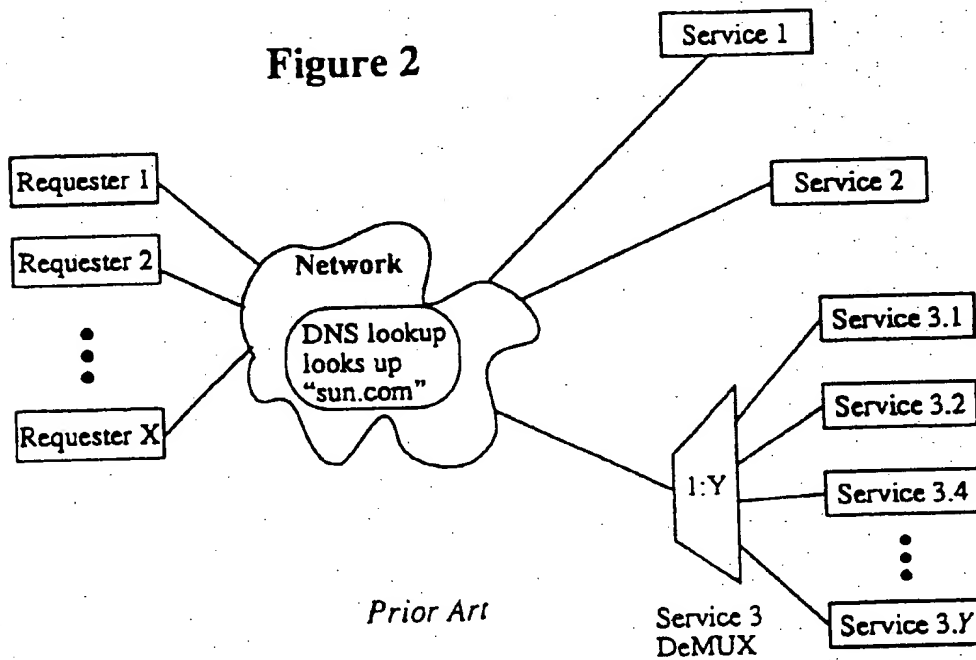 Figure 2
Service 1
Requester 1
Service 2
Requester 2
Network
DNS lookup
looks up
“sun.com”
Service 3.1
Requester X
Service 3.2
1:Y
Service 3.4
Prior Art
Service 3
DeMUX
Service 3.Y